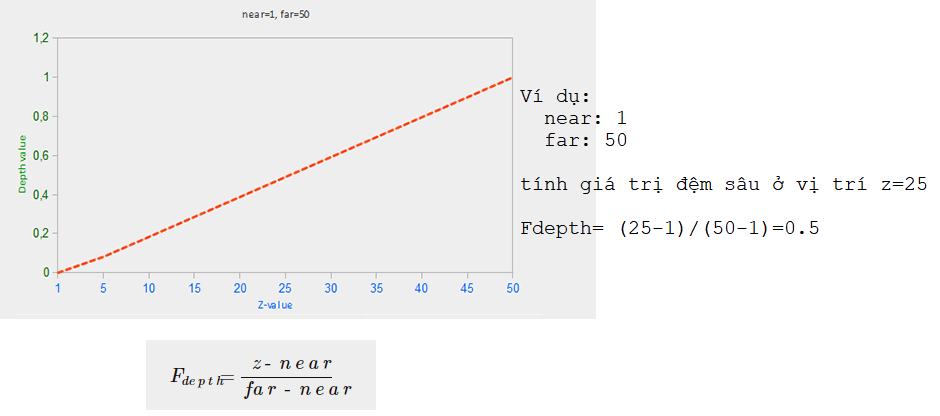 near=1, far=50
1,2
1
0,8
0,6
0,4
0,2
0
Depth value
1 5 10 15 20 25 30 35 40 45 50
Z-value
Ví dụ:
near: 1
far: 50
tính giá trị đệm sâu ở vị trí z=25
Fdepth= (25-1)/(50-1)=0.5
F_depth = (z - near)/(far - near)